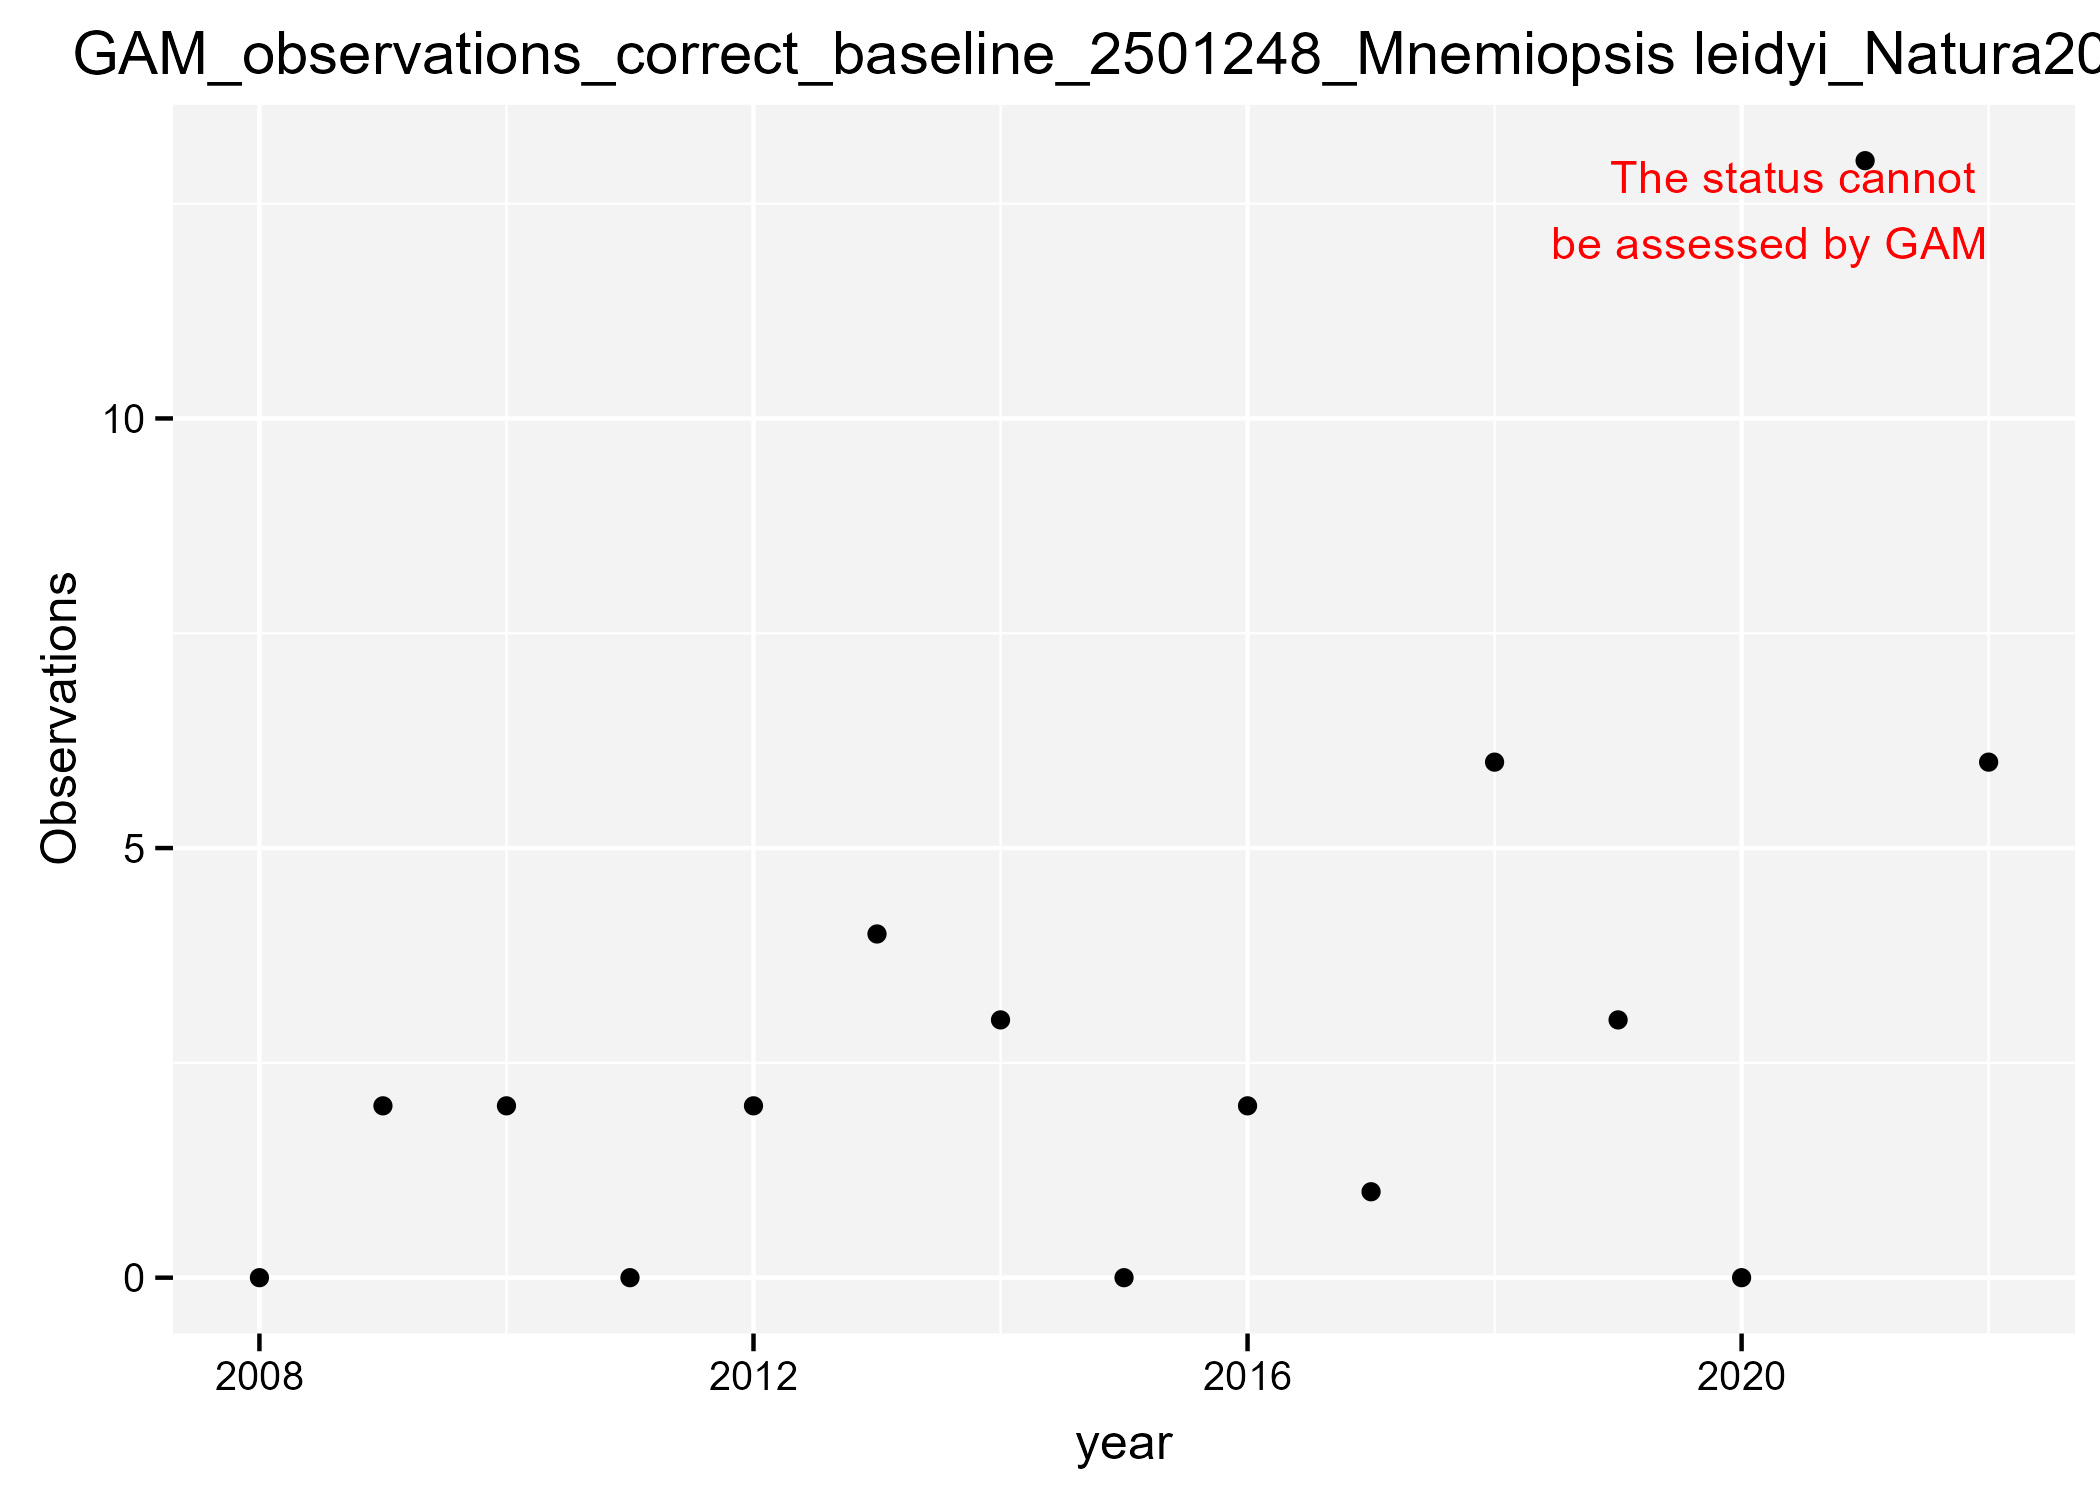 GAM_observations_correct_baseline_2501248_Mnemiopsis leidyi_Natura20
The status cannot
be assessed by GAM
Observations
10
5
0
2008 2012 2016 2020
year